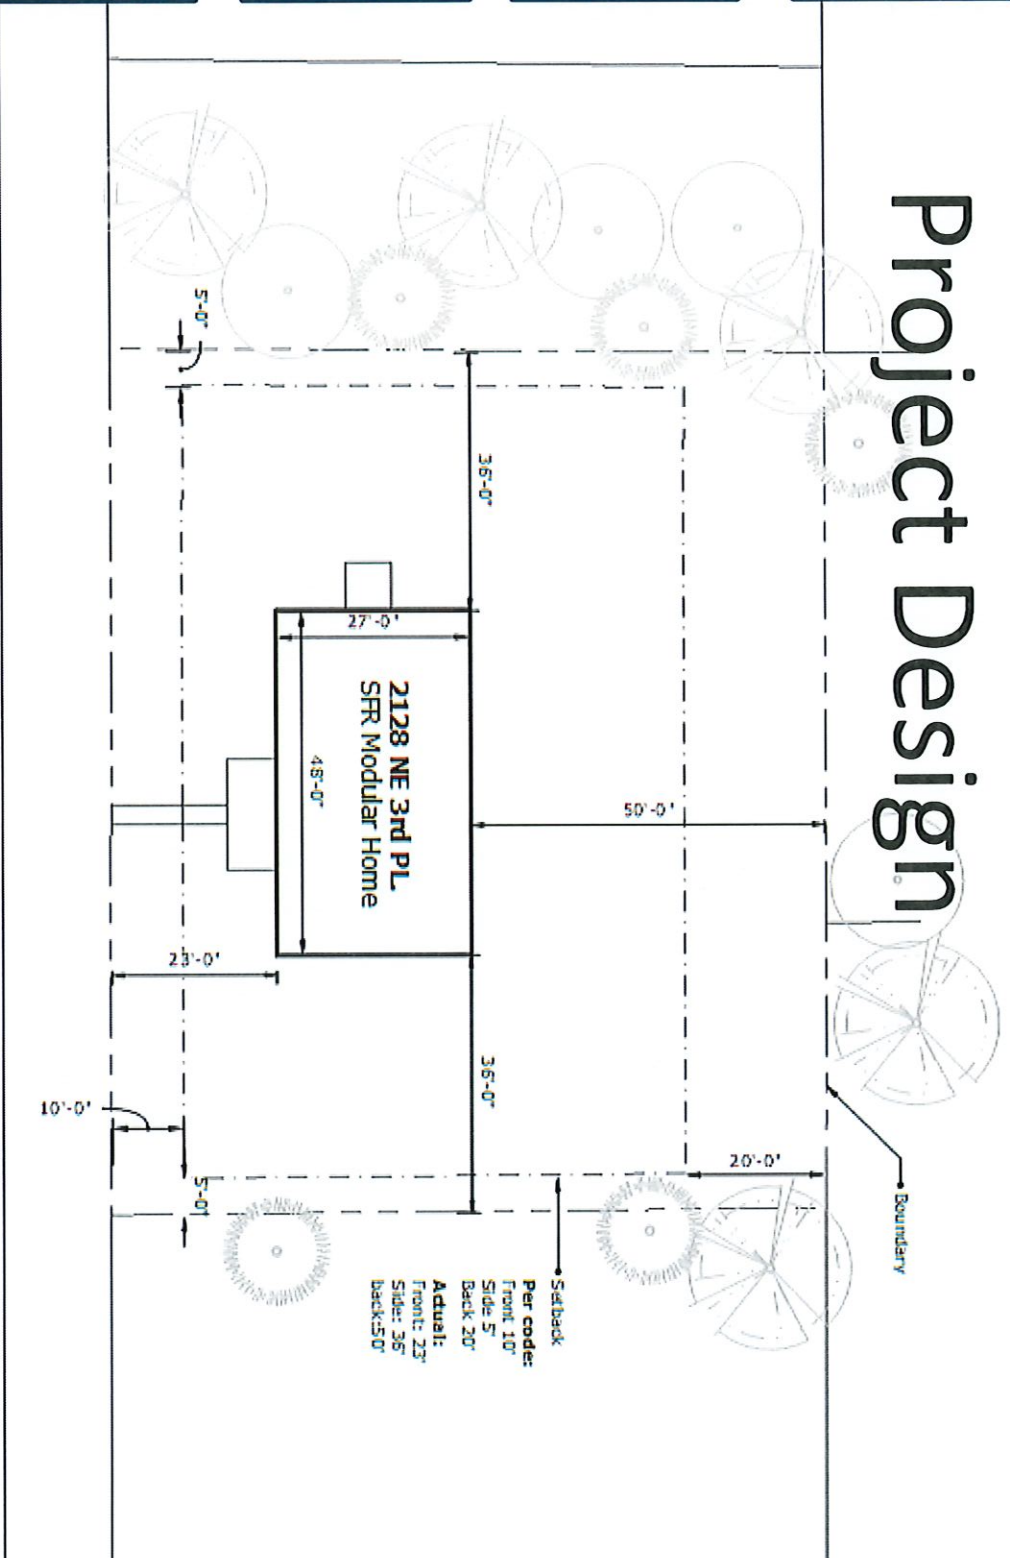 Project Design
Boundary
20'-0"
50'-0"
36'-0"
36'-0"
27'-0"
2128 NE 3rd PL.
SFR Modular Home
48'-0"
23'-0"
5'-0"
5'-0"
10'-0"
Setback
Per code:
Front 10'
Side 5'
Back 20'
Actual:
Front: 23'
Side: 36'
back:50'